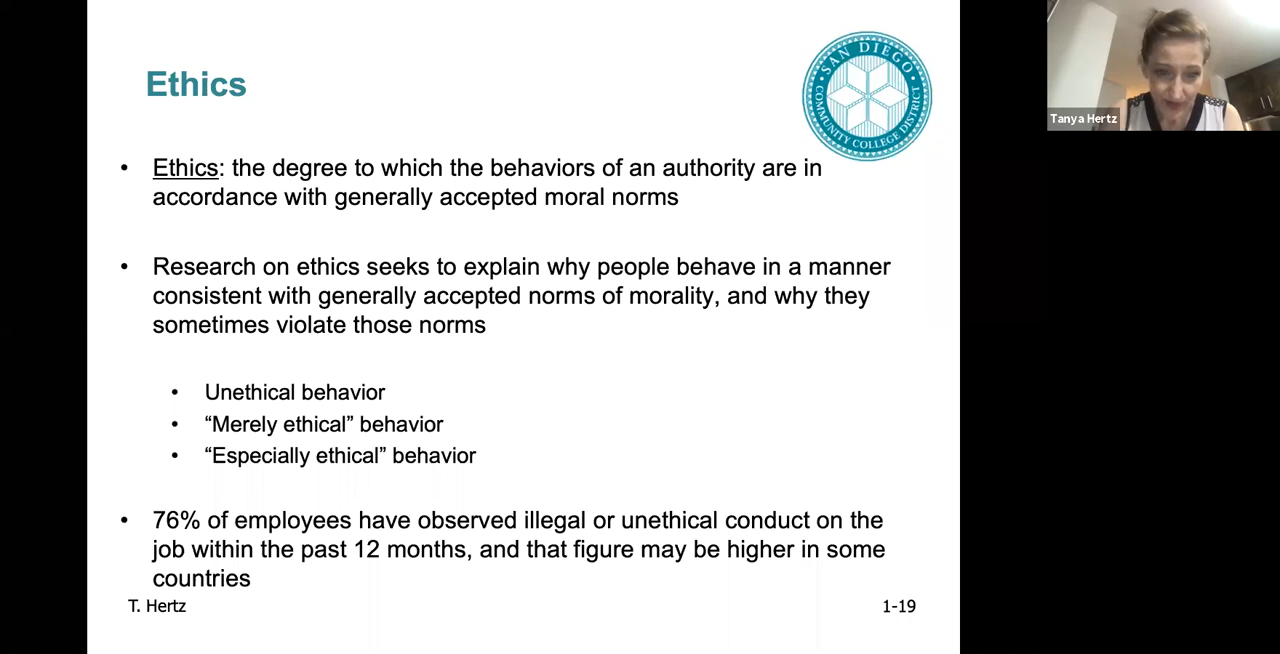 Ethics
SAN DIEGO
COMMUNITY COLLEGE DISTRICT
Tanya Hertz
• Ethics: the degree to which the behaviors of an authority are in
accordance with generally accepted moral norms
• Research on ethics seeks to explain why people behave in a manner
consistent with generally accepted norms of morality, and why they
sometimes violate those norms
• Unethical behavior
• “Merely ethical” behavior
• “Especially ethical” behavior
• 76% of employees have observed illegal or unethical conduct on the
job within the past 12 months, and that figure may be higher in some
countries
T. Hertz
1-19